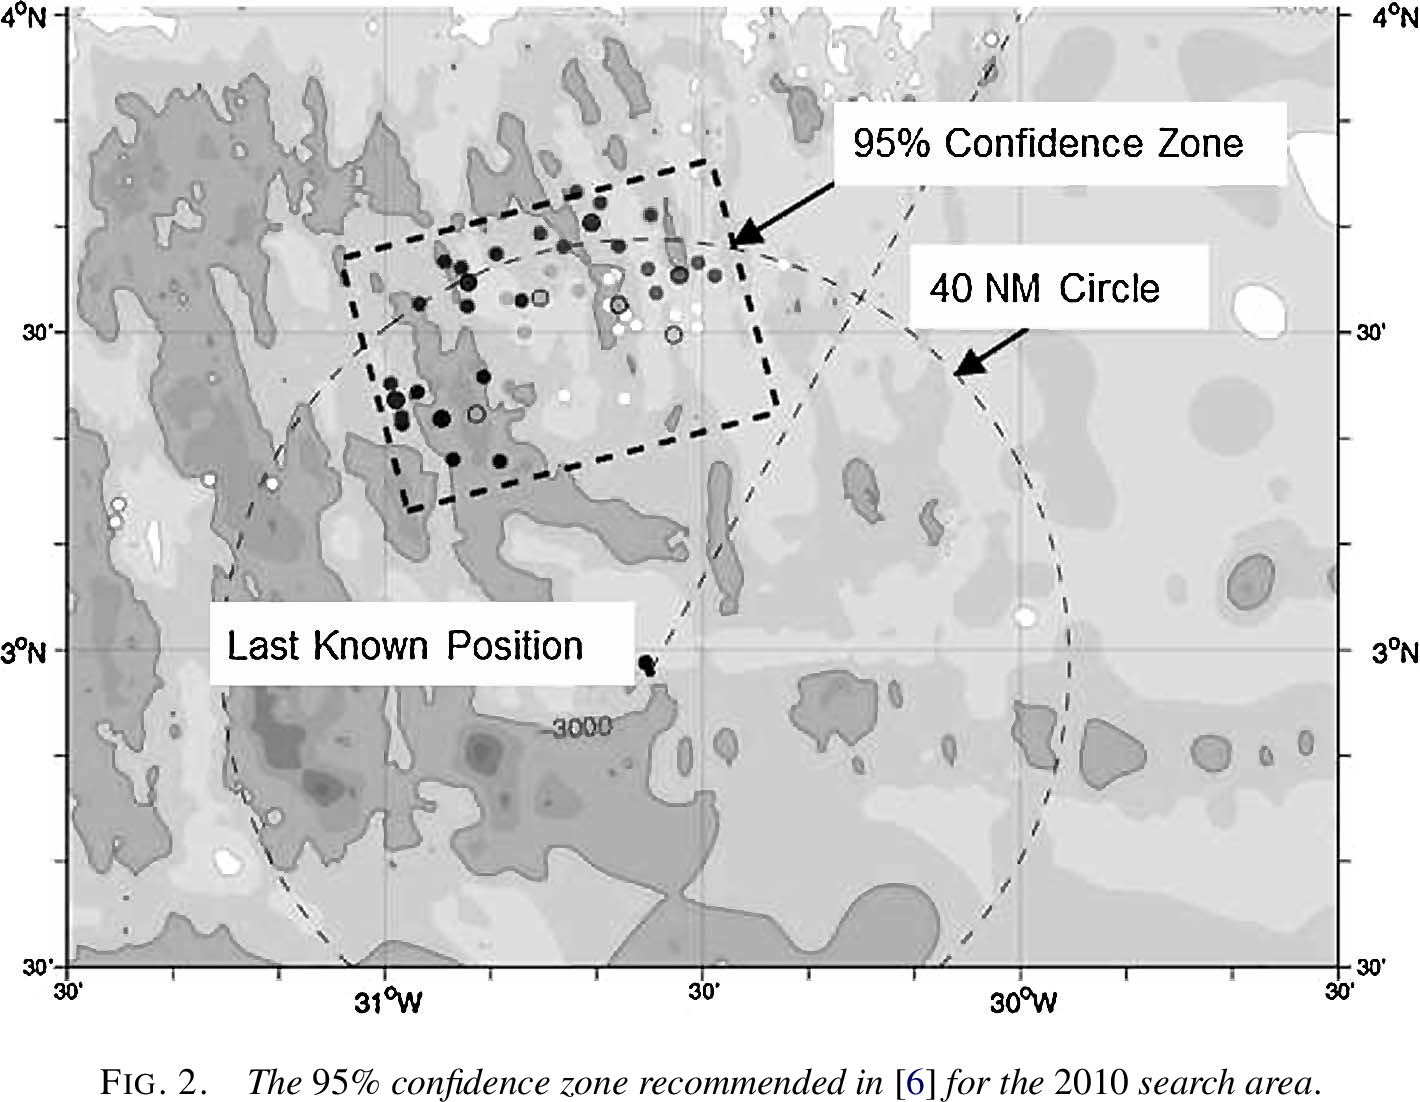 4°N 4°N
95% Confidence Zone
40 NM Circle
30' 30'
Last Known Position
3°N 3°N
-3000
30' 30'
30' 31°W 30' 30°W 30'
FIG. 2. The 95% confidence zone recommended in [6] for the 2010 search area.